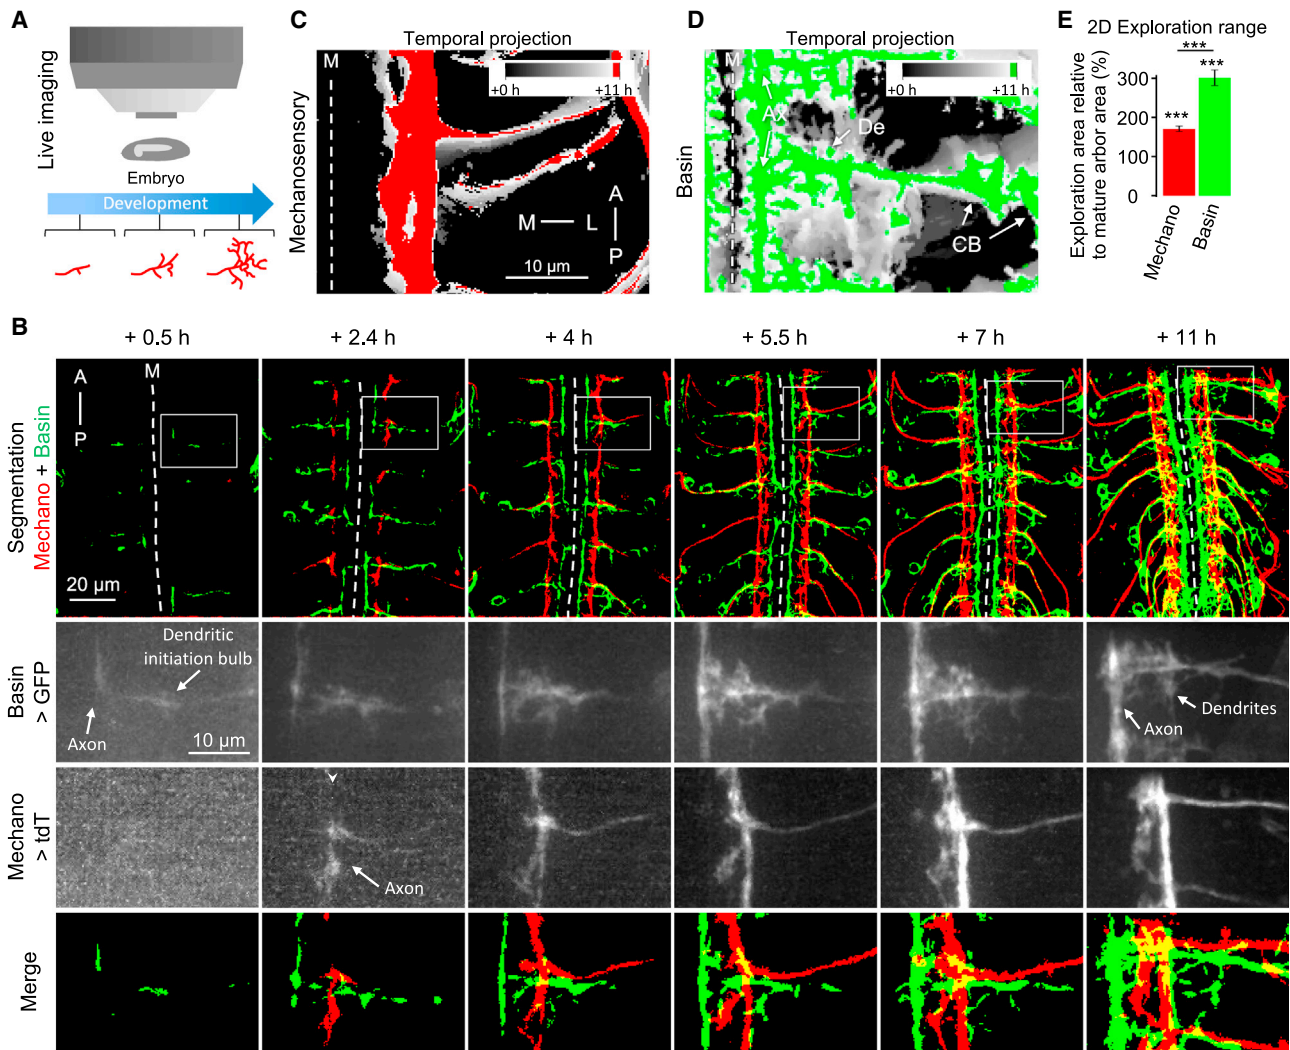 A
Live imaging
Embryo
Development
C
Temporal projection
Mechanosensory
M
+0 h
+11 h
M
L
A
P
10 µm
D
Temporal projection
Basin
M
+0 h
+11 h
Ax
De
CB
E
2D Exploration range
Exploration area relative
to mature arbor area (%)
300
200
100
0
***
***
***
Mechano
Basin
B
+ 0.5 h
+ 2.4 h
+ 4 h
+ 5.5 h
+ 7 h
+ 11 h
Segmentation
Mechano + Basin
A
P
M
20 µm
Basin
> GFP
Dendritic
initiation bulb
Axon
10 µm
Dendrites
Axon
Mechano
> tdT
Axon
Merge